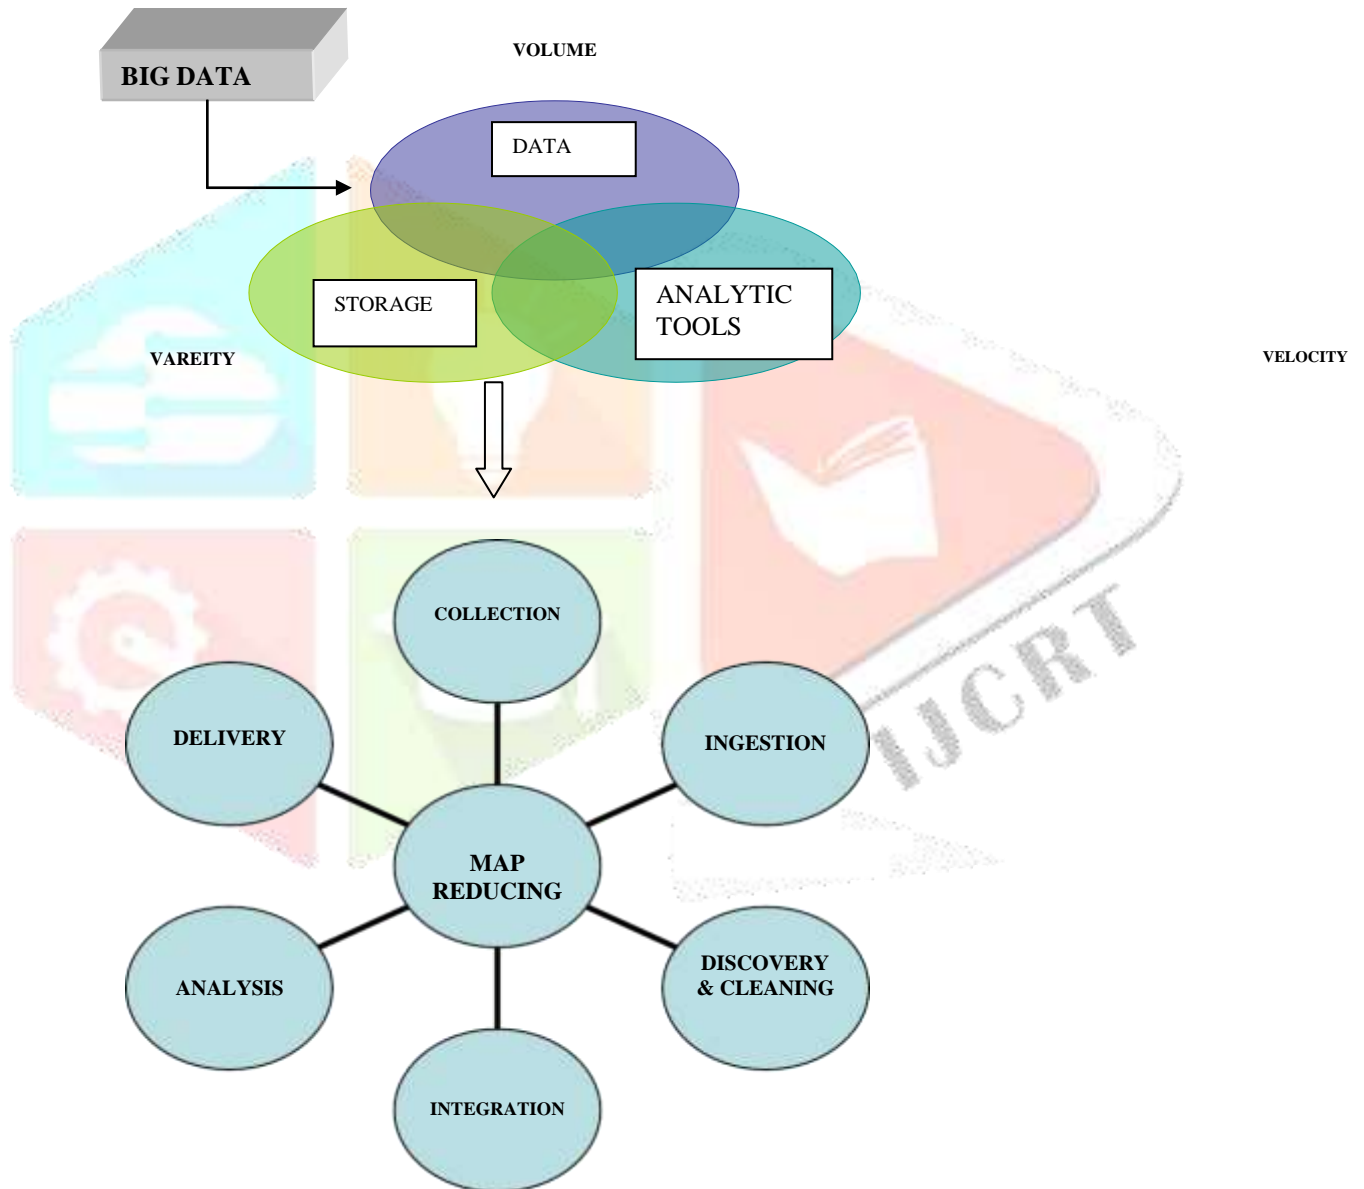 VOLUME
BIG DATA
DATA
STORAGE
ANALYTIC
TOOLS
VAREITY
VELOCITY
COLLECTION
DELIVERY
INGESTION
IJCRT
MAP
REDUCING
ANALYSIS
DISCOVERY
& CLEANING
INTEGRATION